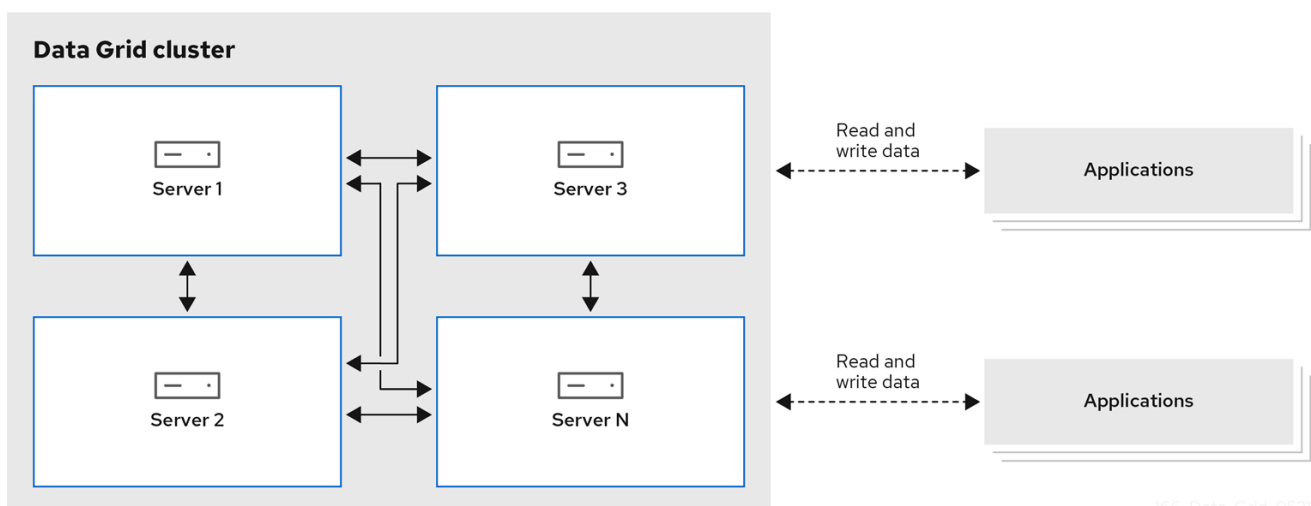 Data Grid cluster
Server 1
Server 3
Read and
write data
Applications
Server 2
Server N
Read and
write data
Applications